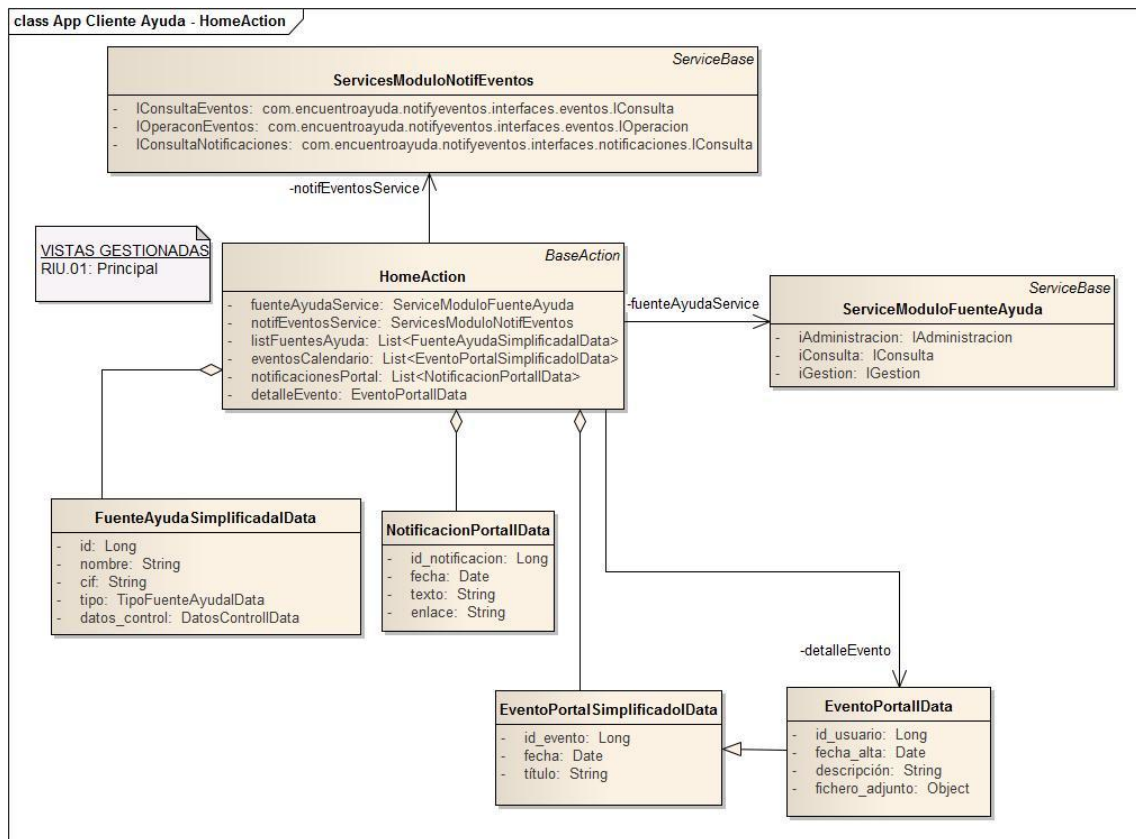 class App Cliente Ayuda - HomeAction
ServiceBase
ServicesModuloNotifEventos
- IConsultaEventos: com.encuentroayuda.notifyeventos.interfaces.eventos.IConsulta
- IOperaconEventos: com.encuentroayuda.notifyeventos.interfaces.eventos.IOperacion
- IConsultaNotificaciones: com.encuentroayuda.notifyeventos.interfaces.notificaciones.IConsulta
-notifEventosService
VISTAS GESTIONADAS
RIU.01: Principal
BaseAction
HomeAction
- fuenteAyudaService: ServiceModuloFuenteAyuda
- notifEventosService: ServicesModuloNotifEventos
- listFuentesAyuda: List<FuenteAyudaSimplificadaIData>
- eventosCalendario: List<EventoPortalSimplificadoIData>
- notificacionesPortal: List<NotificacionPortalIData>
- detalleEvento: EventoPortalIData
-fuenteAyudaService
ServiceBase
ServiceModuloFuenteAyuda
- iAdministracion: IAdministracion
- iConsulta: IConsulta
- iGestion: IGestion
FuenteAyudaSimplificadaIData
- id: Long
- nombre: String
- cif: String
- tipo: TipoFuenteAyudaIData
- datos_control: DatosControlIData
NotificacionPortalIData
- id_notificacion: Long
- fecha: Date
- texto: String
- enlace: String
-detalleEvento
EventoPortalSimplificadoIData
- id_evento: Long
- fecha: Date
- título: String
EventoPortalIData
- id_usuario: Long
- fecha_alta: Date
- descripción: String
- fichero_adjunto: Object